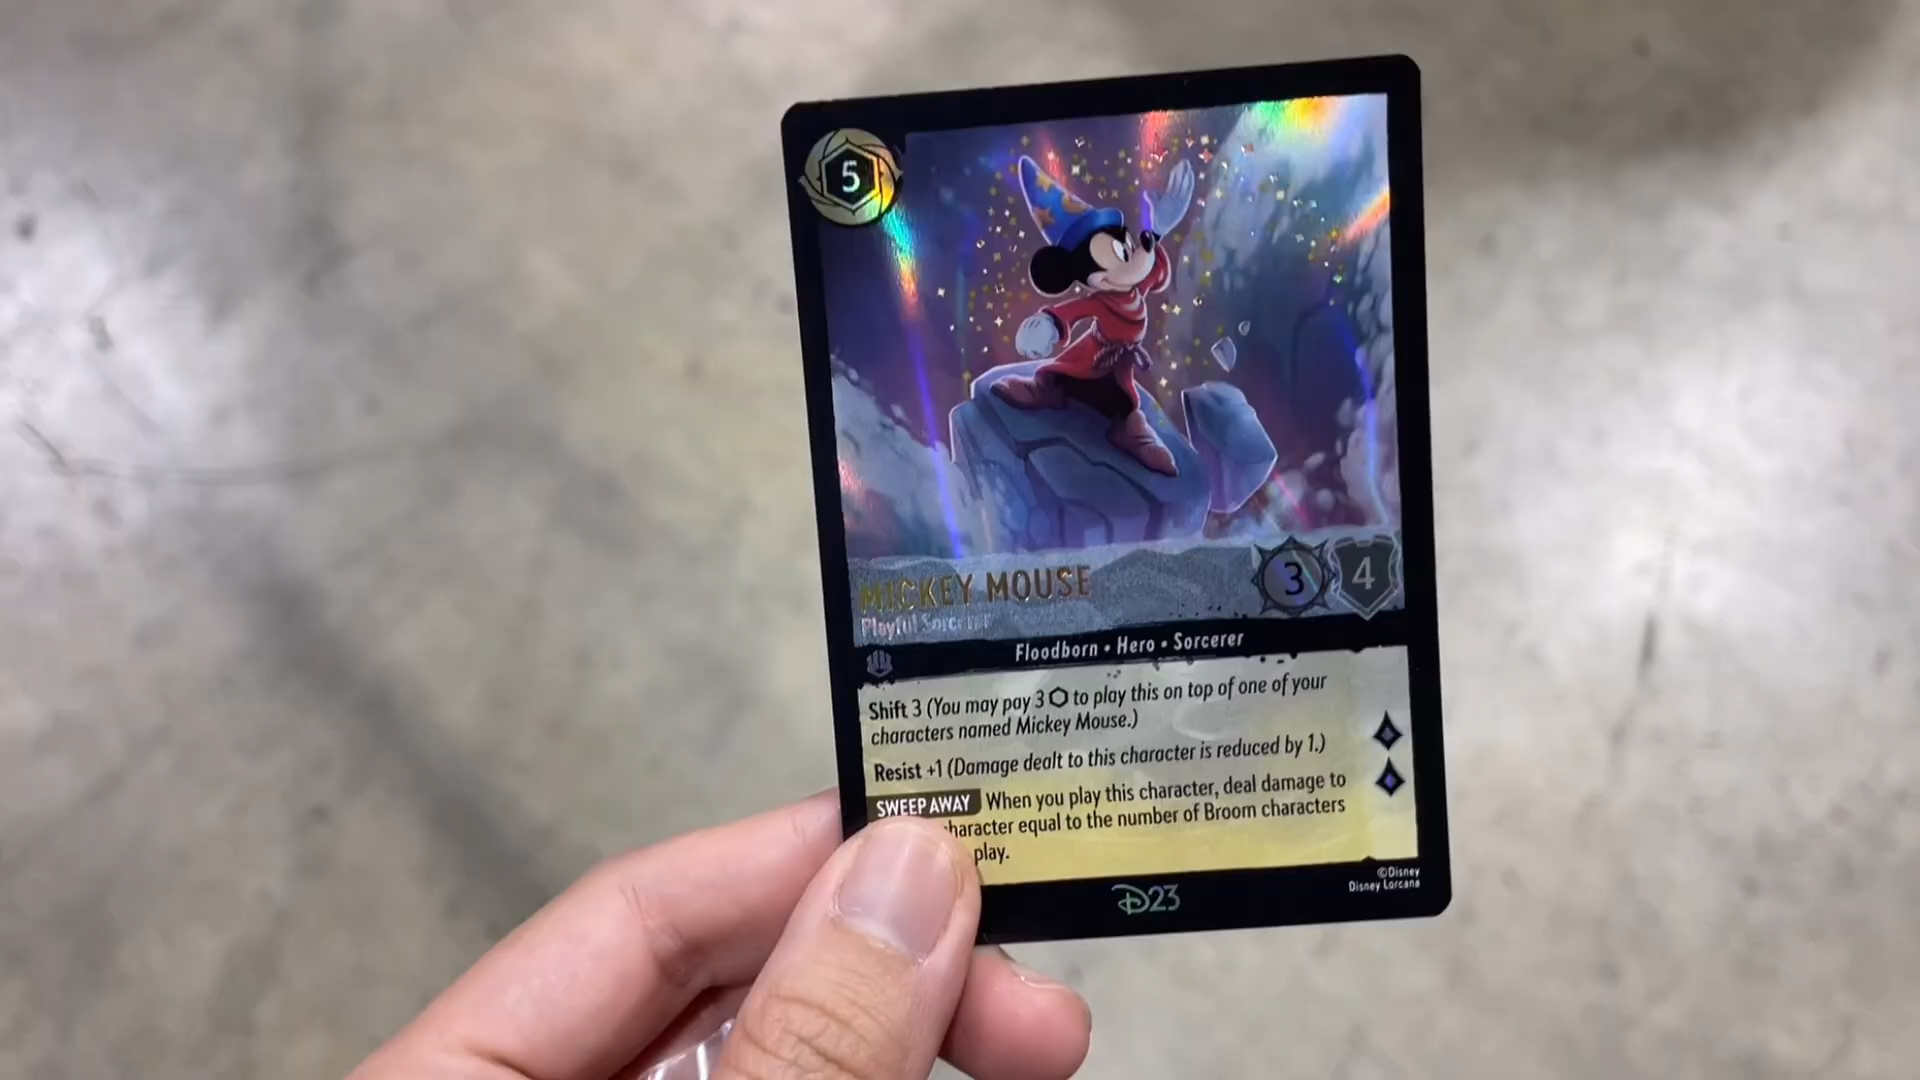 5
MICKEY MOUSE
Playful Sorcerer
3 4
Floodborn • Hero • Sorcerer
Shift 3 (You may pay 3 ⬡ to play this on top of one of your
characters named Mickey Mouse.)
Resist +1 (Damage dealt to this character is reduced by 1.)
SWEEP AWAY When you play this character, deal damage to
character equal to the number of Broom characters
play.
D23
©Disney
Disney Lorcana